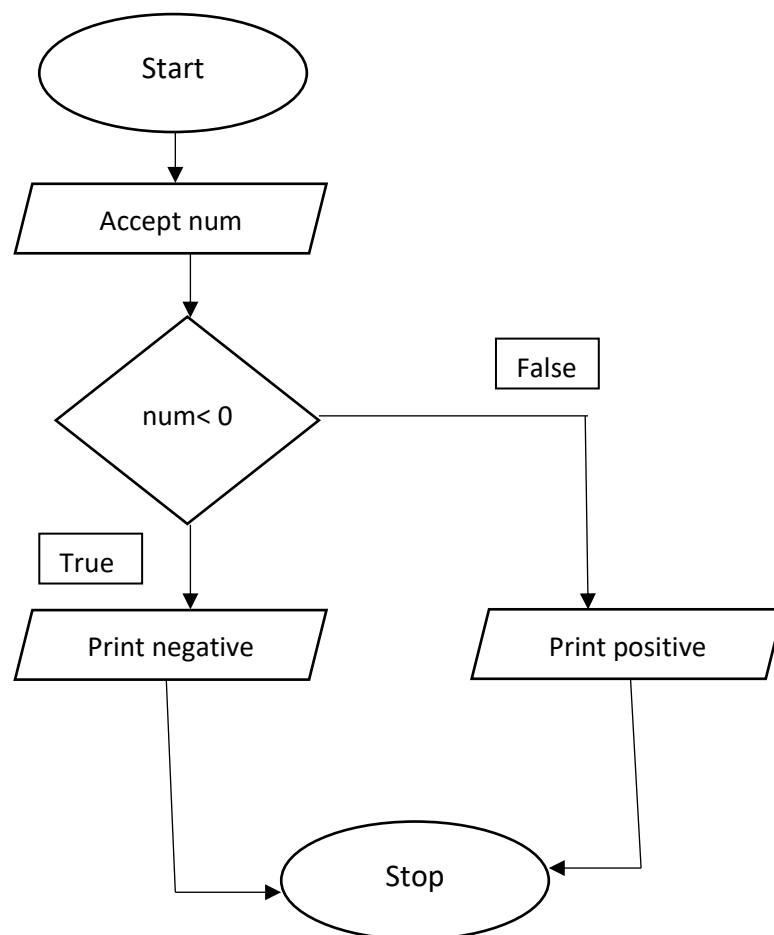 Start
Accept num
False
num< 0
True
Print negative
Print positive
Stop